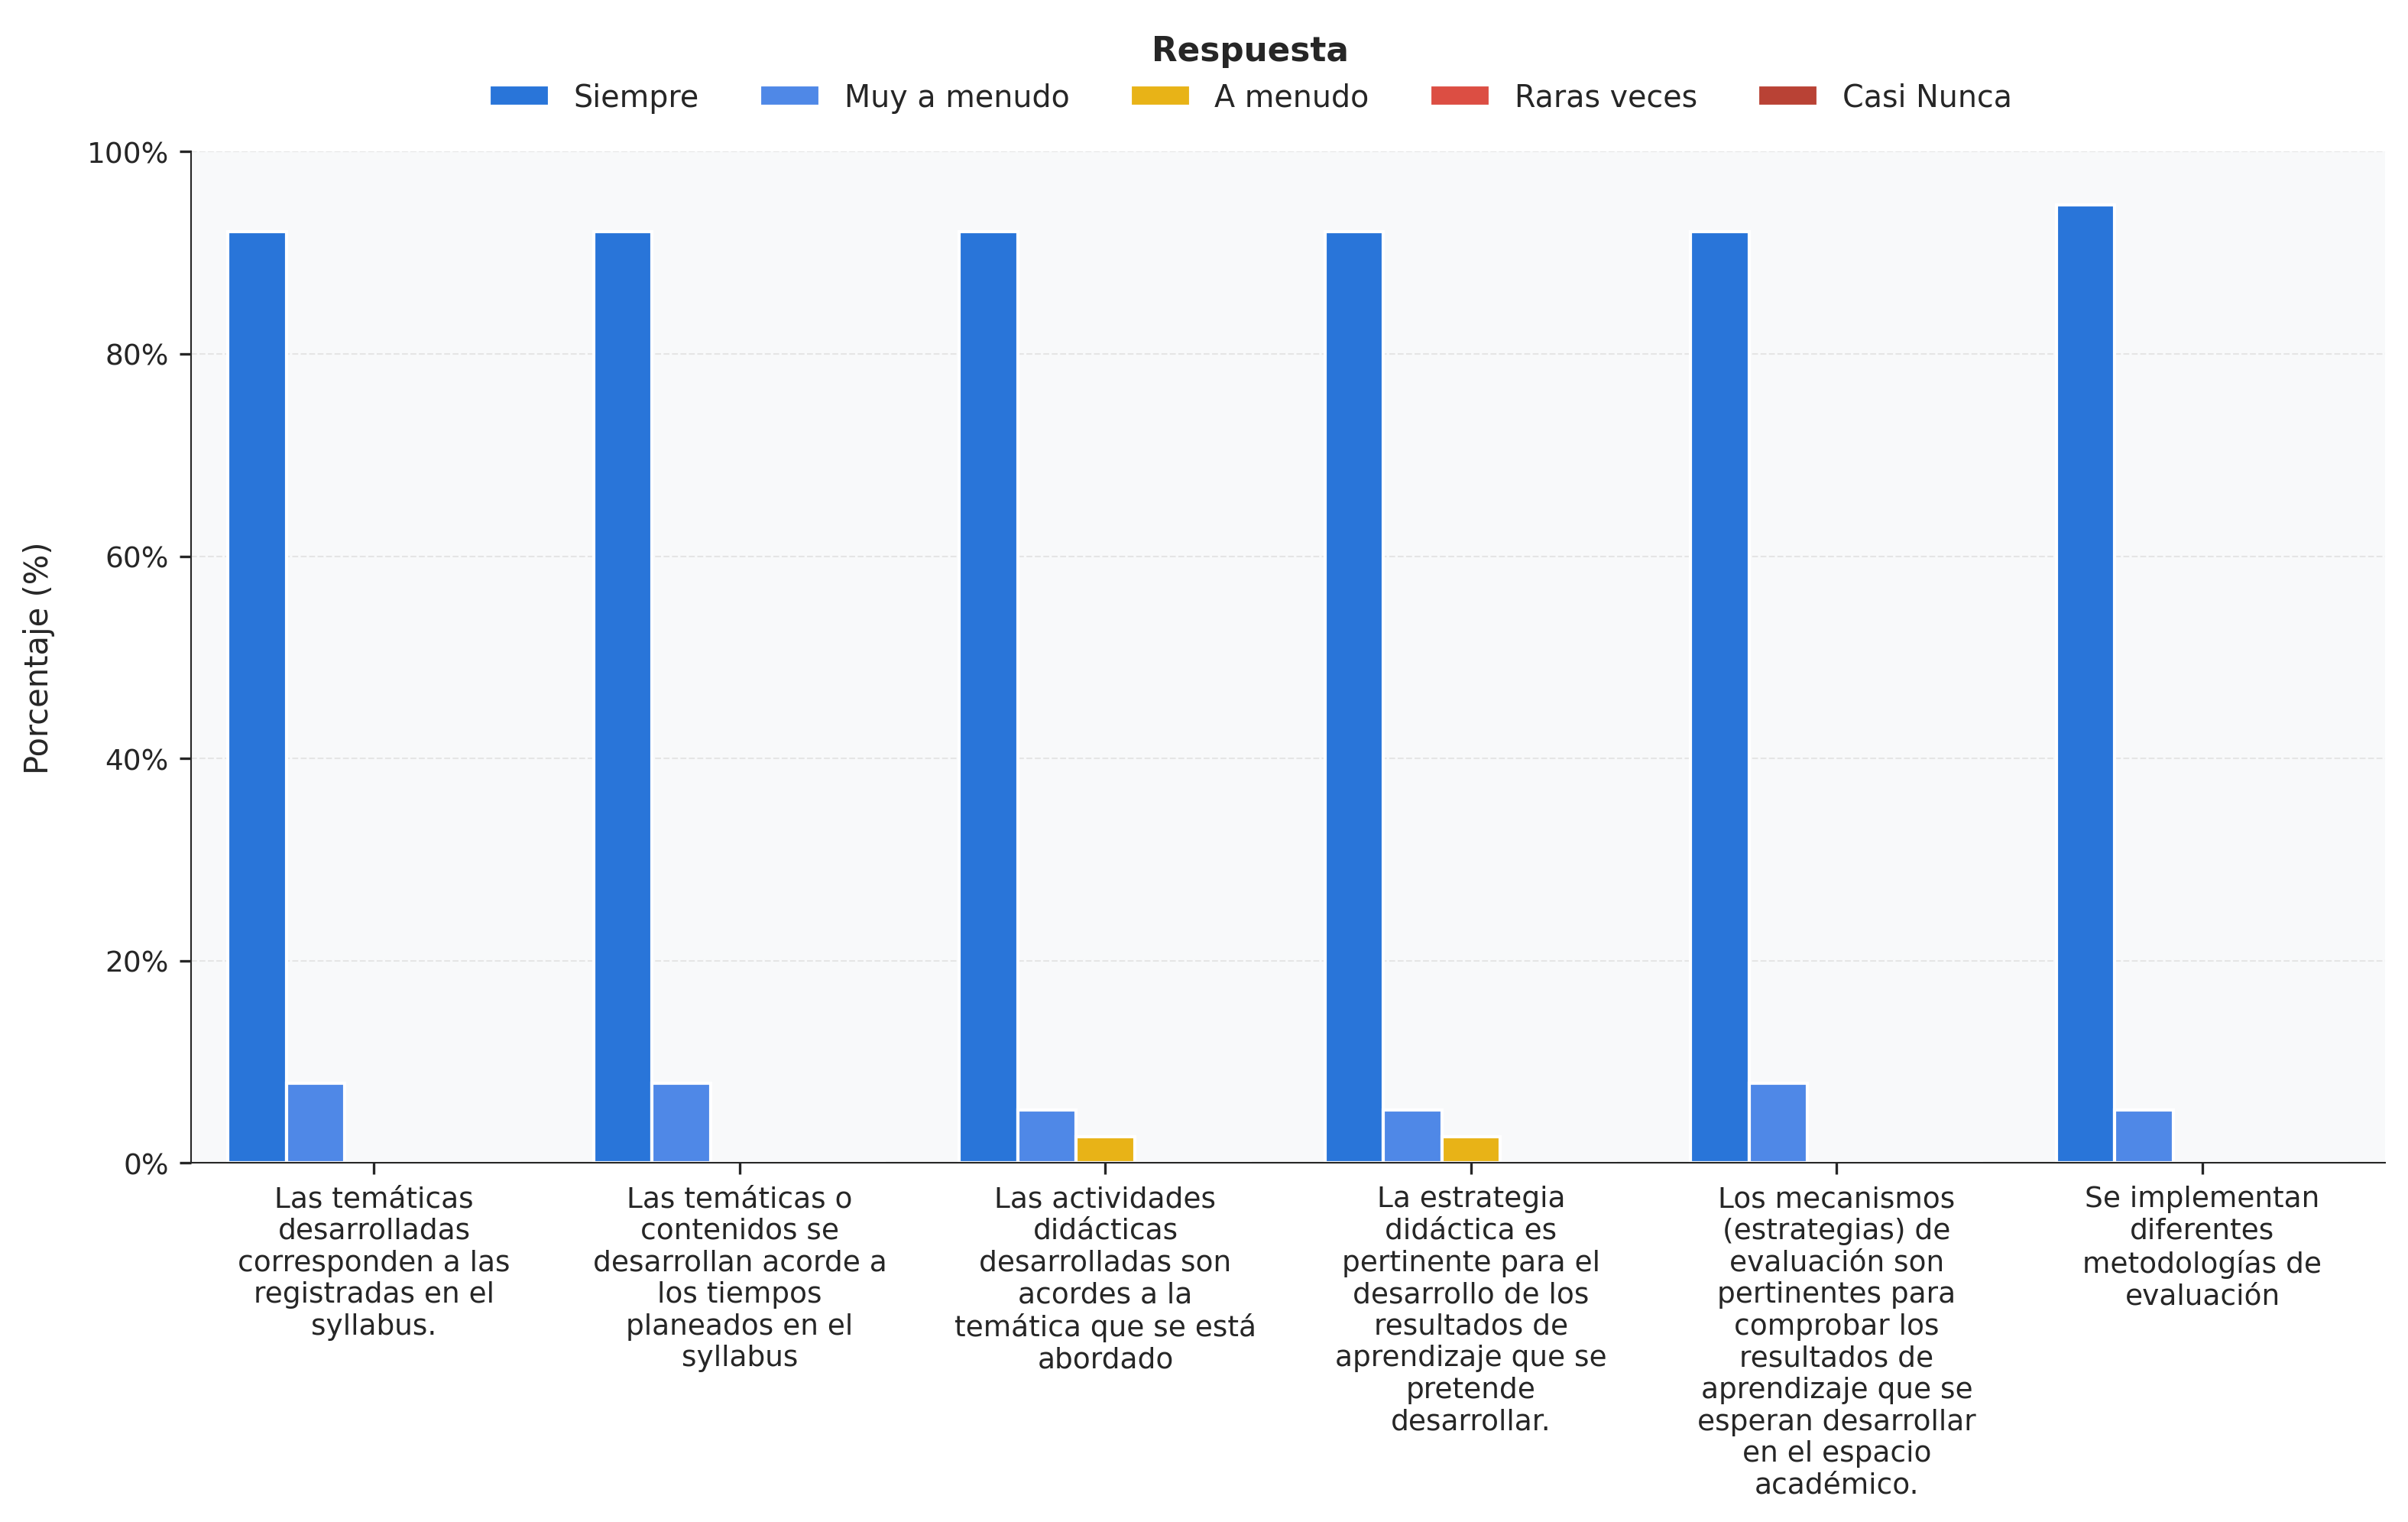 Respuesta
Siempre
Muy a menudo
A menudo
Raras veces
Casi Nunca
Porcentaje (%)
100%
80%
60%
40%
20%
0%
Las temáticas
desarrolladas
corresponden a las
registradas en el
syllabus.
Las temáticas o
contenidos se
desarrollan acorde a
los tiempos
planeados en el
syllabus
Las actividades
didácticas
desarrolladas son
acordes a la
temática que se está
abordado
La estrategia
didáctica es
pertinente para el
desarrollo de los
resultados de
aprendizaje que se
pretende
desarrollar.
Los mecanismos
(estrategias) de
evaluación son
pertinentes para
comprobar los
resultados de
aprendizaje que se
esperan desarrollar
en el espacio
académico.
Se implementan
diferentes
metodologías de
evaluación